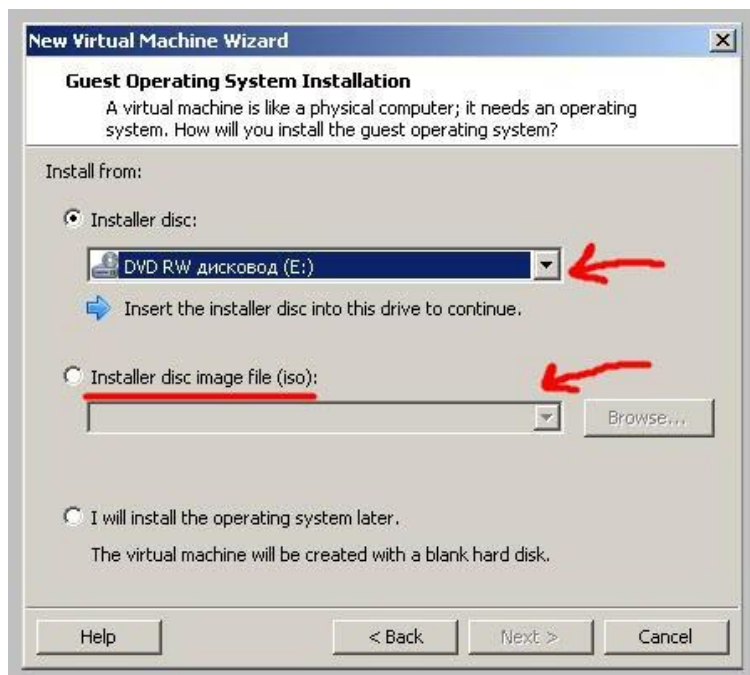 New Virtual Machine Wizard
Guest Operating System Installation
A virtual machine is like a physical computer; it needs an operating
system. How will you install the guest operating system?
Install from:
Installer disc:
DVD RW дисковод (E:)
Insert the installer disc into this drive to continue.
Installer disc image file (iso):
Browse...
I will install the operating system later.
The virtual machine will be created with a blank hard disk.
Help
< Back
Next >
Cancel